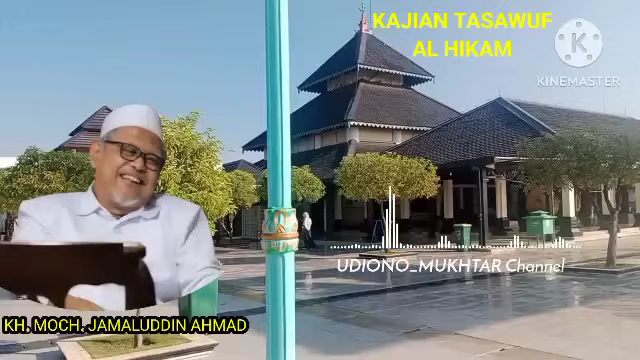 KAJIAN TASAWUF
AL HIKAM
KINEMASTER
UDIONO_MUKHTAR Channel
KH. MOCH. JAMALUDDIN AHMAD